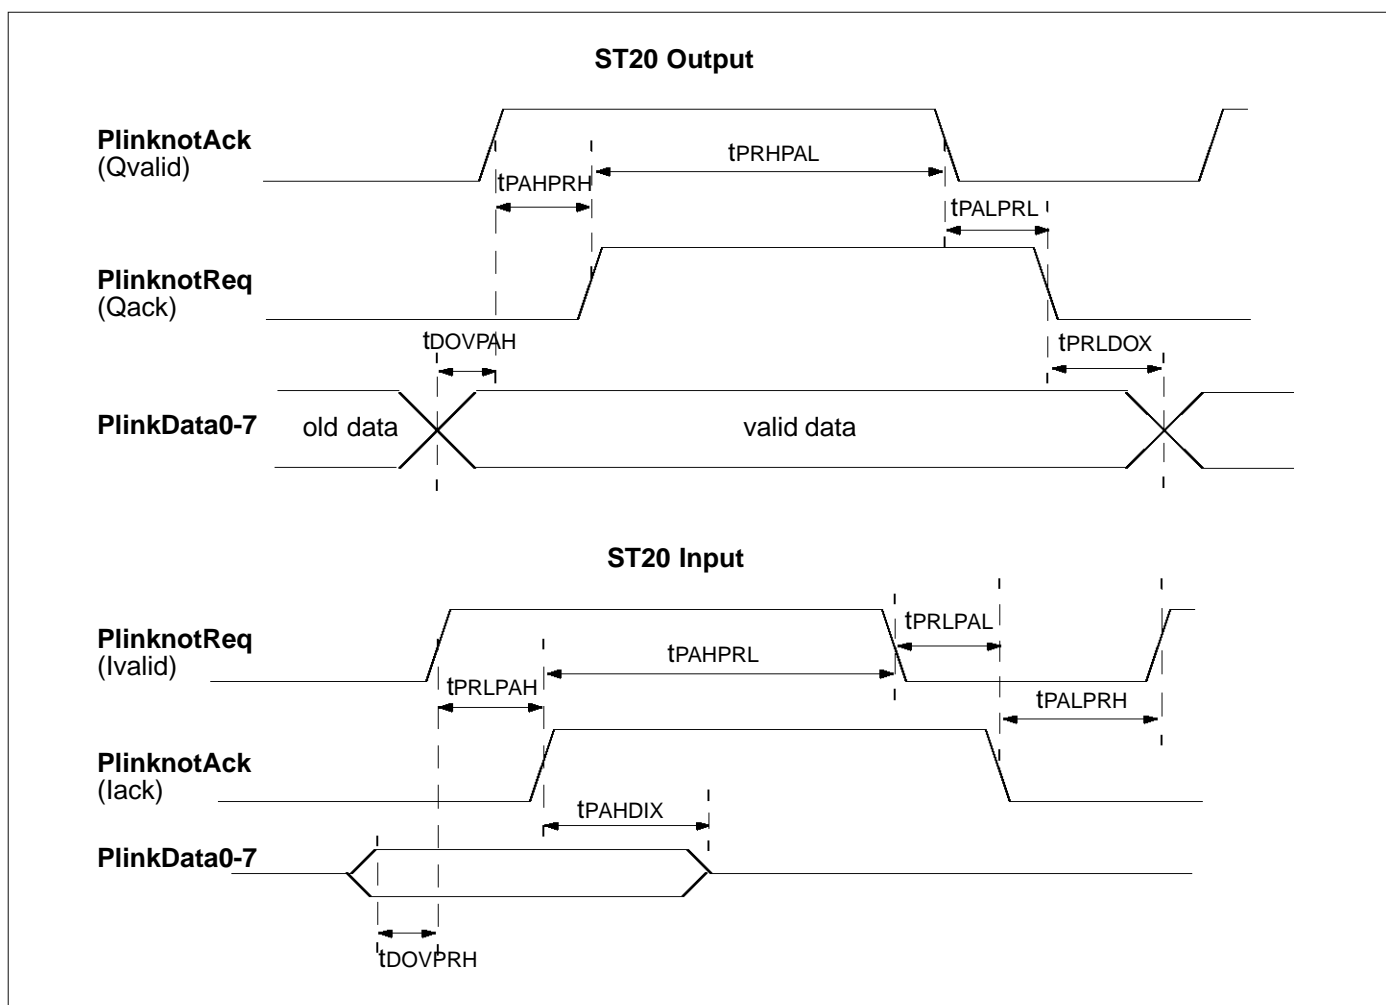 ST20 Output
PlinknotAck
(Qvalid)
tPRHPAL
tPAHPRH
tPALPRL
PlinknotReq
(Qack)
tDOVPAH
tPRLDOX
PlinkData0-7
old data
valid data
ST20 Input
PlinknotReq
(Ivalid)
tPRLPAL
tPAHPRL
tPRLPAH
tPALPRH
PlinknotAck
(Iack)
tPAHDIX
PlinkData0-7
tDOVPRH